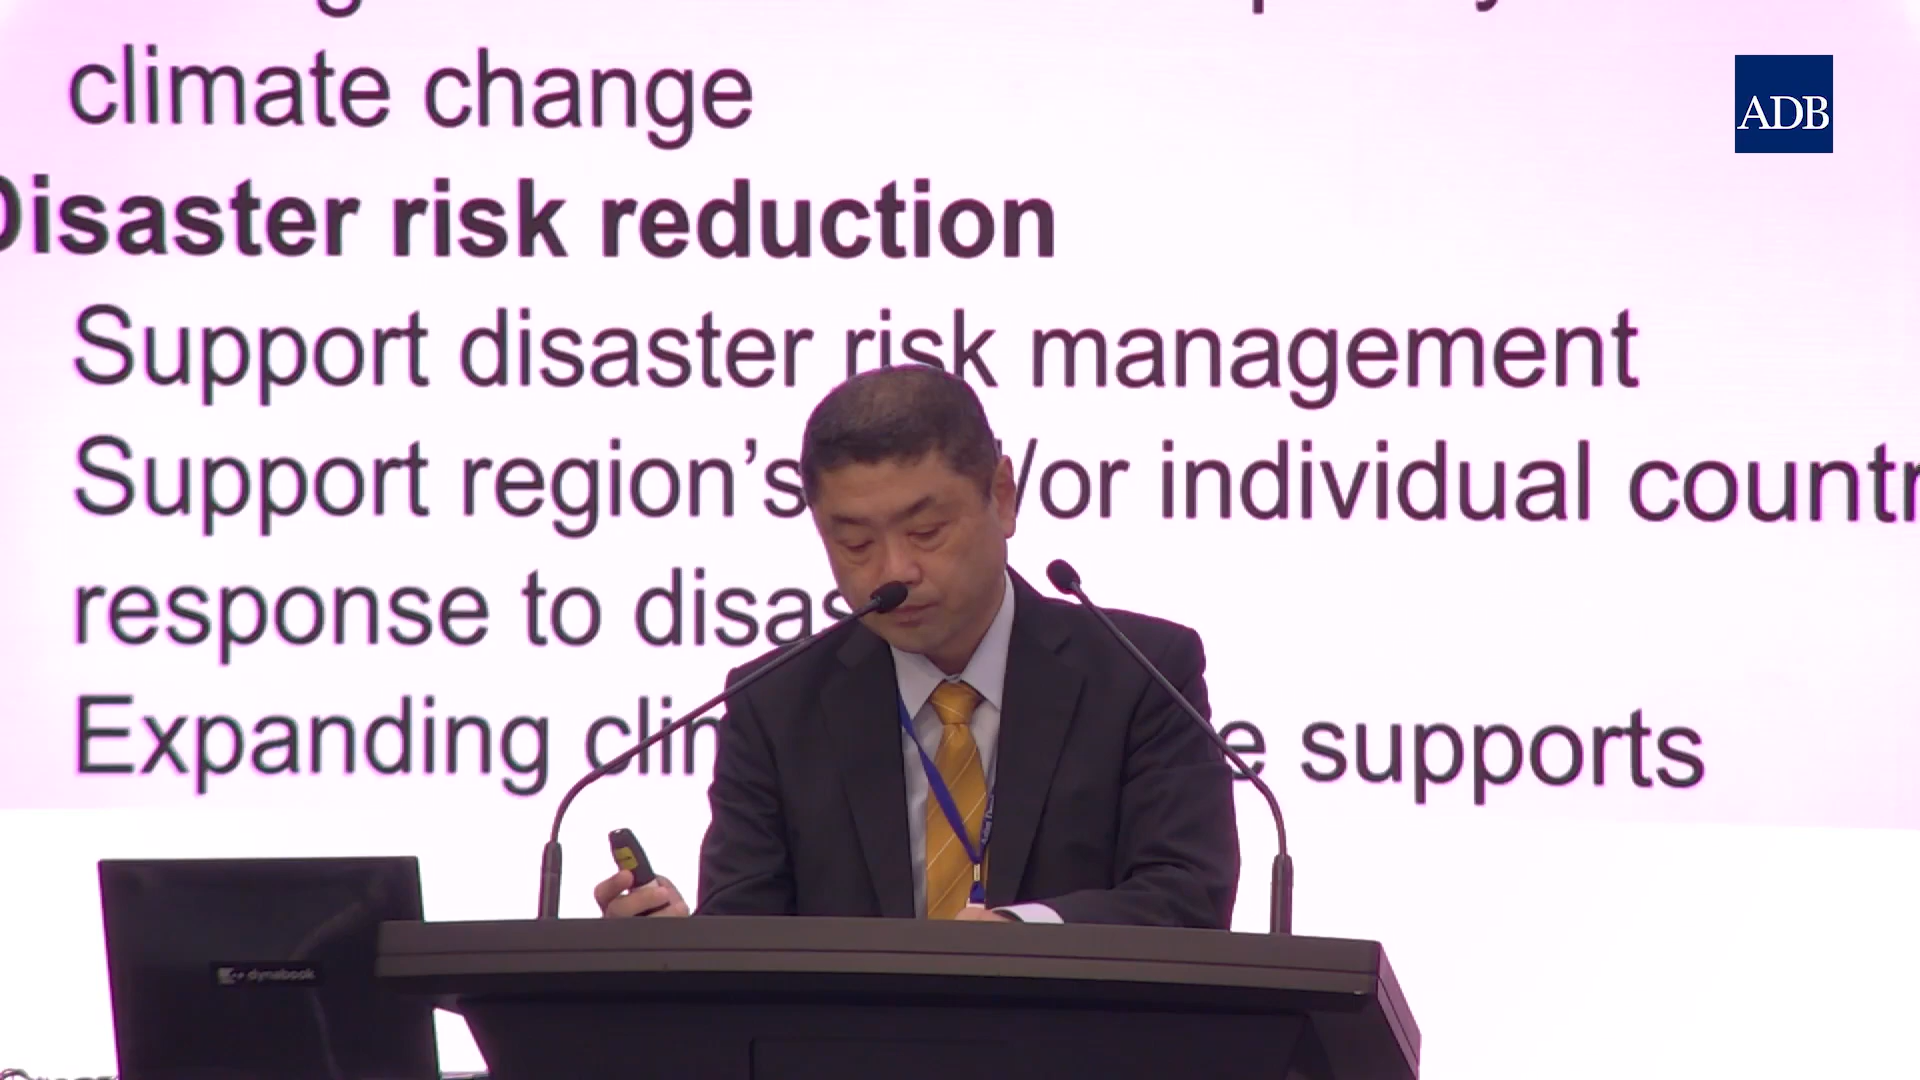 climate change
ADB
Disaster risk reduction
Support disaster risk management
Support region's /or individual countr
response to disas
Expanding clim e supports
dynabook